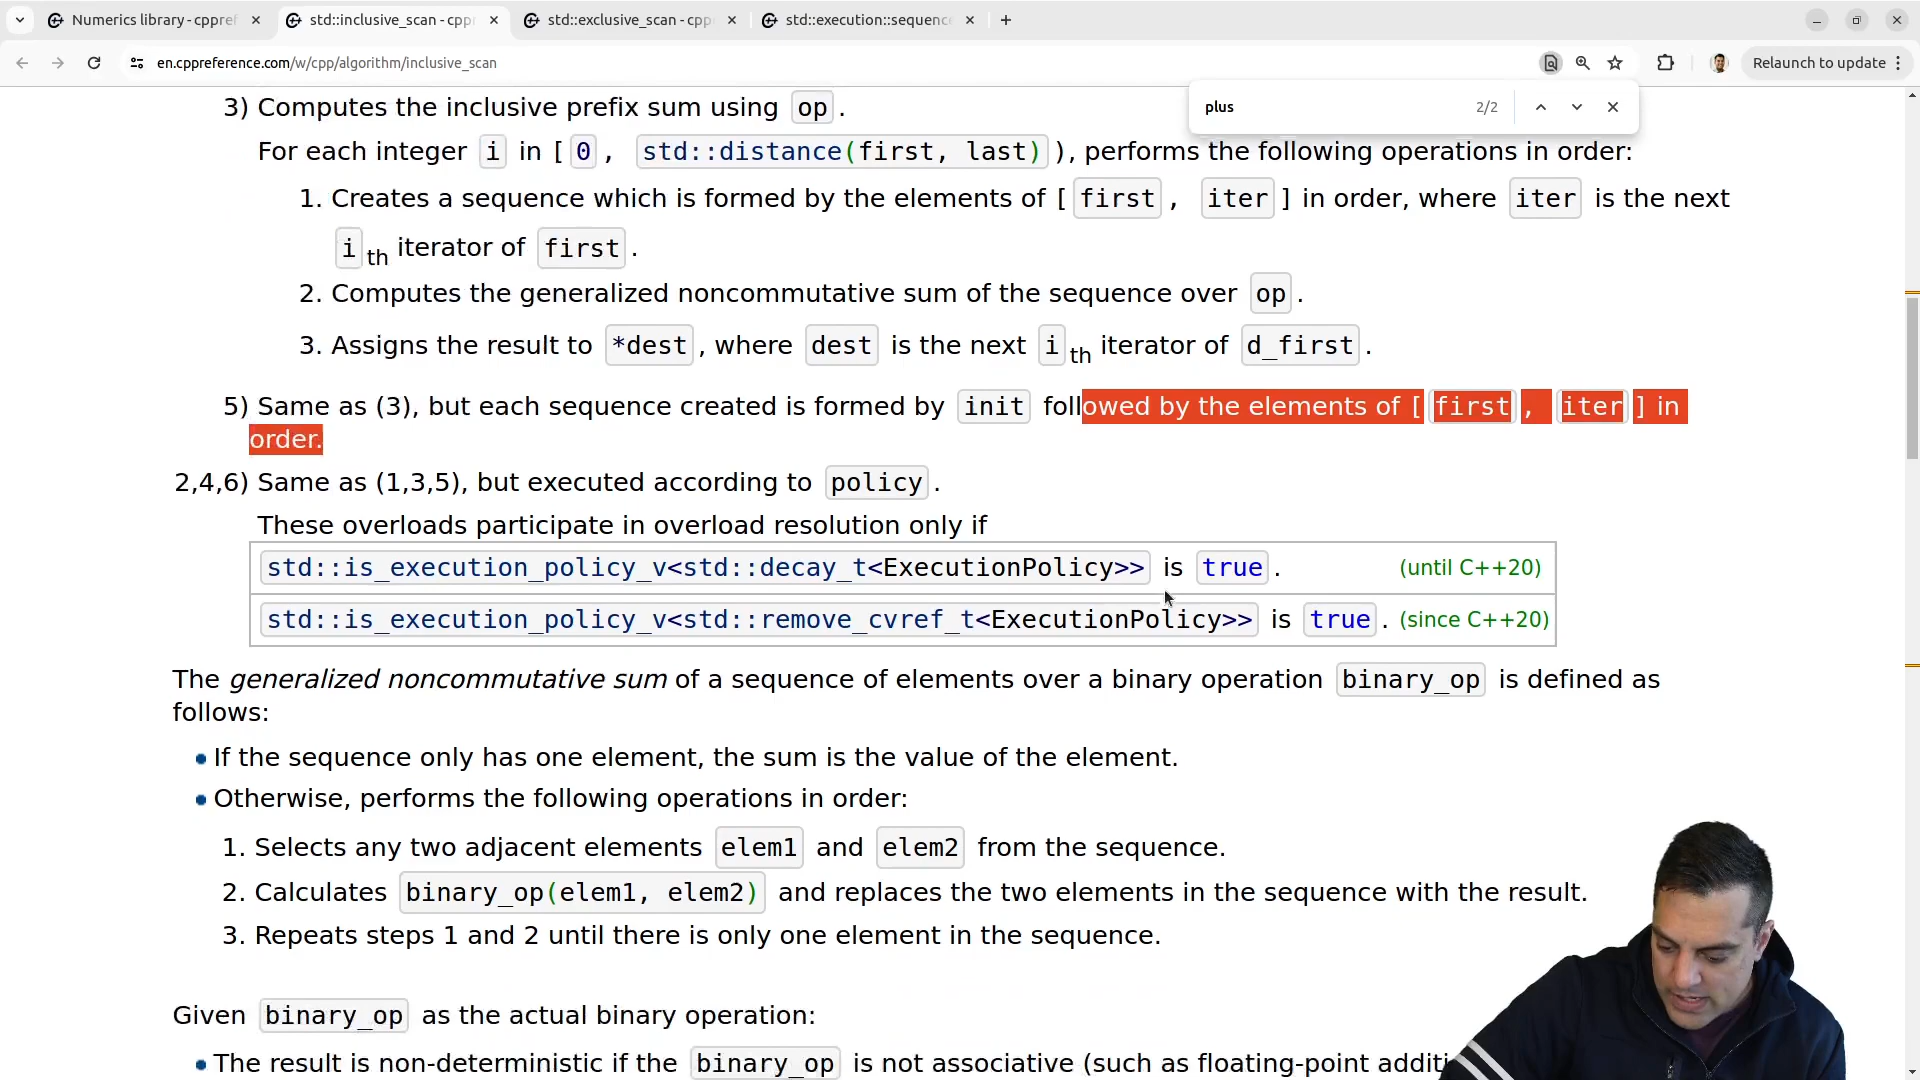 Numerics library - cppref
std::inclusive_scan - cpp
std::exclusive_scan - cpp
std::execution::sequenc
en.cppreference.com/w/cpp/algorithm/inclusive_scan
Relaunch to update
plus 2/2
3) Computes the inclusive prefix sum using op.
For each integer i in [0, std::distance(first, last)), performs the following operations in order:
1. Creates a sequence which is formed by the elements of [first, iter] in order, where iter is the next
i th iterator of first.
2. Computes the generalized noncommutative sum of the sequence over op.
3. Assigns the result to *dest, where dest is the next i th iterator of d_first.
5) Same as (3), but each sequence created is formed by init followed by the elements of [first, iter] in
order.
2,4,6) Same as (1,3,5), but executed according to policy.
These overloads participate in overload resolution only if
std::is_execution_policy_v<std::decay_t<ExecutionPolicy>> is true. (until C++20)
std::is_execution_policy_v<std::remove_cvref_t<ExecutionPolicy>> is true. (since C++20)
The generalized noncommutative sum of a sequence of elements over a binary operation binary_op is defined as
follows:
If the sequence only has one element, the sum is the value of the element.
Otherwise, performs the following operations in order:
1. Selects any two adjacent elements elem1 and elem2 from the sequence.
2. Calculates binary_op(elem1, elem2) and replaces the two elements in the sequence with the result.
3. Repeats steps 1 and 2 until there is only one element in the sequence.
Given binary_op as the actual binary operation:
The result is non-deterministic if the binary_op is not associative (such as floating-point additi